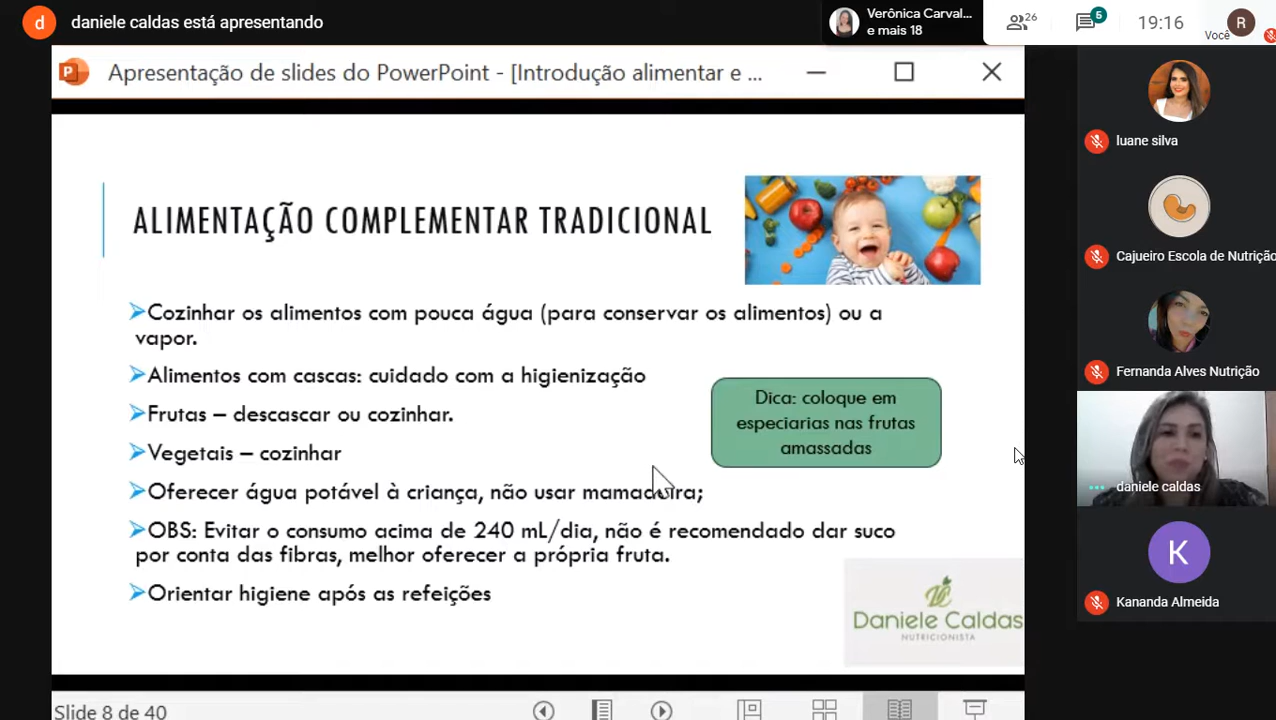 d
daniele caldas está apresentando
Verônica Carval...
e mais 18
26
5
19:16
Você
R
P
Apresentação de slides do PowerPoint - [Introdução alimentar e ...
ALIMENTAÇÃO COMPLEMENTAR TRADICIONAL
Cozinhar os alimentos com pouca água (para conservar os alimentos) ou a
vapor.
Alimentos com cascas: cuidado com a higienização
Frutas – descascar ou cozinhar.
Vegetais – cozinhar
Oferecer água potável à criança, não usar mamadeira;
OBS: Evitar o consumo acima de 240 mL/dia, não é recomendado dar suco
por conta das fibras, melhor oferecer a própria fruta.
Orientar higiene após as refeições
Dica: coloque em
especiarias nas frutas
amassadas
Daniele Caldas
NUTRICIONISTA
Slide 8 de 40
luane silva
Cajueiro Escola de Nutrição
Fernanda Alves Nutrição
daniele caldas
K
Kananda Almeida